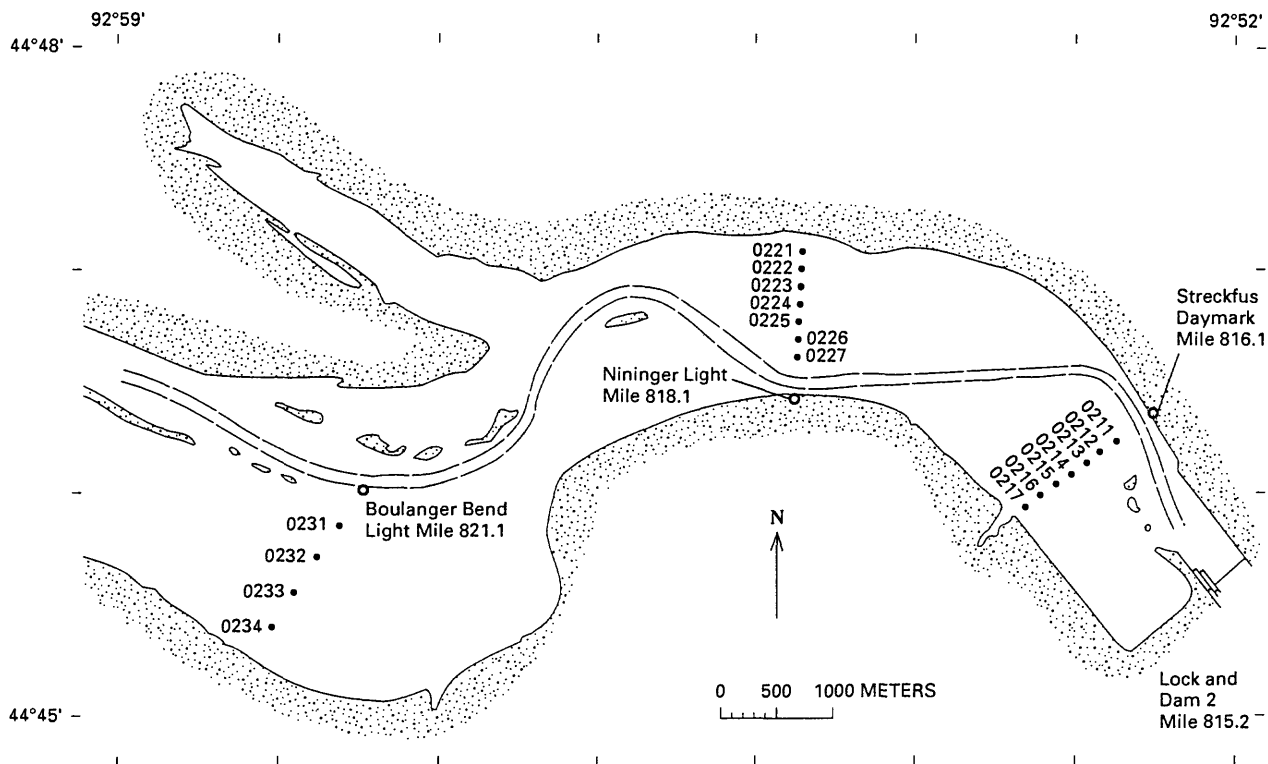 92°59'
92°52'
44°48'
0221
0222
0223
0224
0225
0226
0227
Streckfus
Daymark
Mile 816.1
Nininger Light
Mile 818.1
0211
0212
0213
0214
0215
0216
0217
Boulanger Bend
Light Mile 821.1
0231
0232
0233
0234
N
0 500 1000 METERS
Lock and
Dam 2
Mile 815.2
44°45'